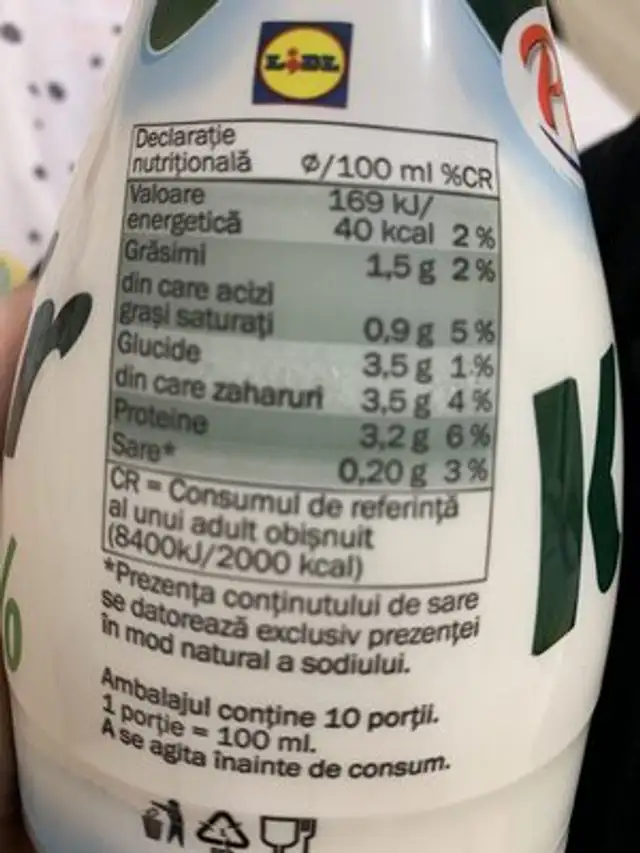 LIDL
Declarație
nutrițională ø/100 ml %CR
Valoare 169 kJ/
energetică 40 kcal 2%
Grăsimi 1,5 g 2%
din care acizi
grași saturați 0,9 g 5%
Glucide 3,5 g 1%
din care zaharuri 3,5 g 4%
Proteine 3,2 g 6%
Sare* 0,20 g 3%
CR = Consumul de referință
al unui adult obișnuit
(8400kJ/2000 kcal)
*Prezența conținutului de sare
se datorează exclusiv prezenței
în mod natural a sodiului.
Ambalajul conține 10 porții.
1 porție = 100 ml.
A se agita înainte de consum.
r
K
%